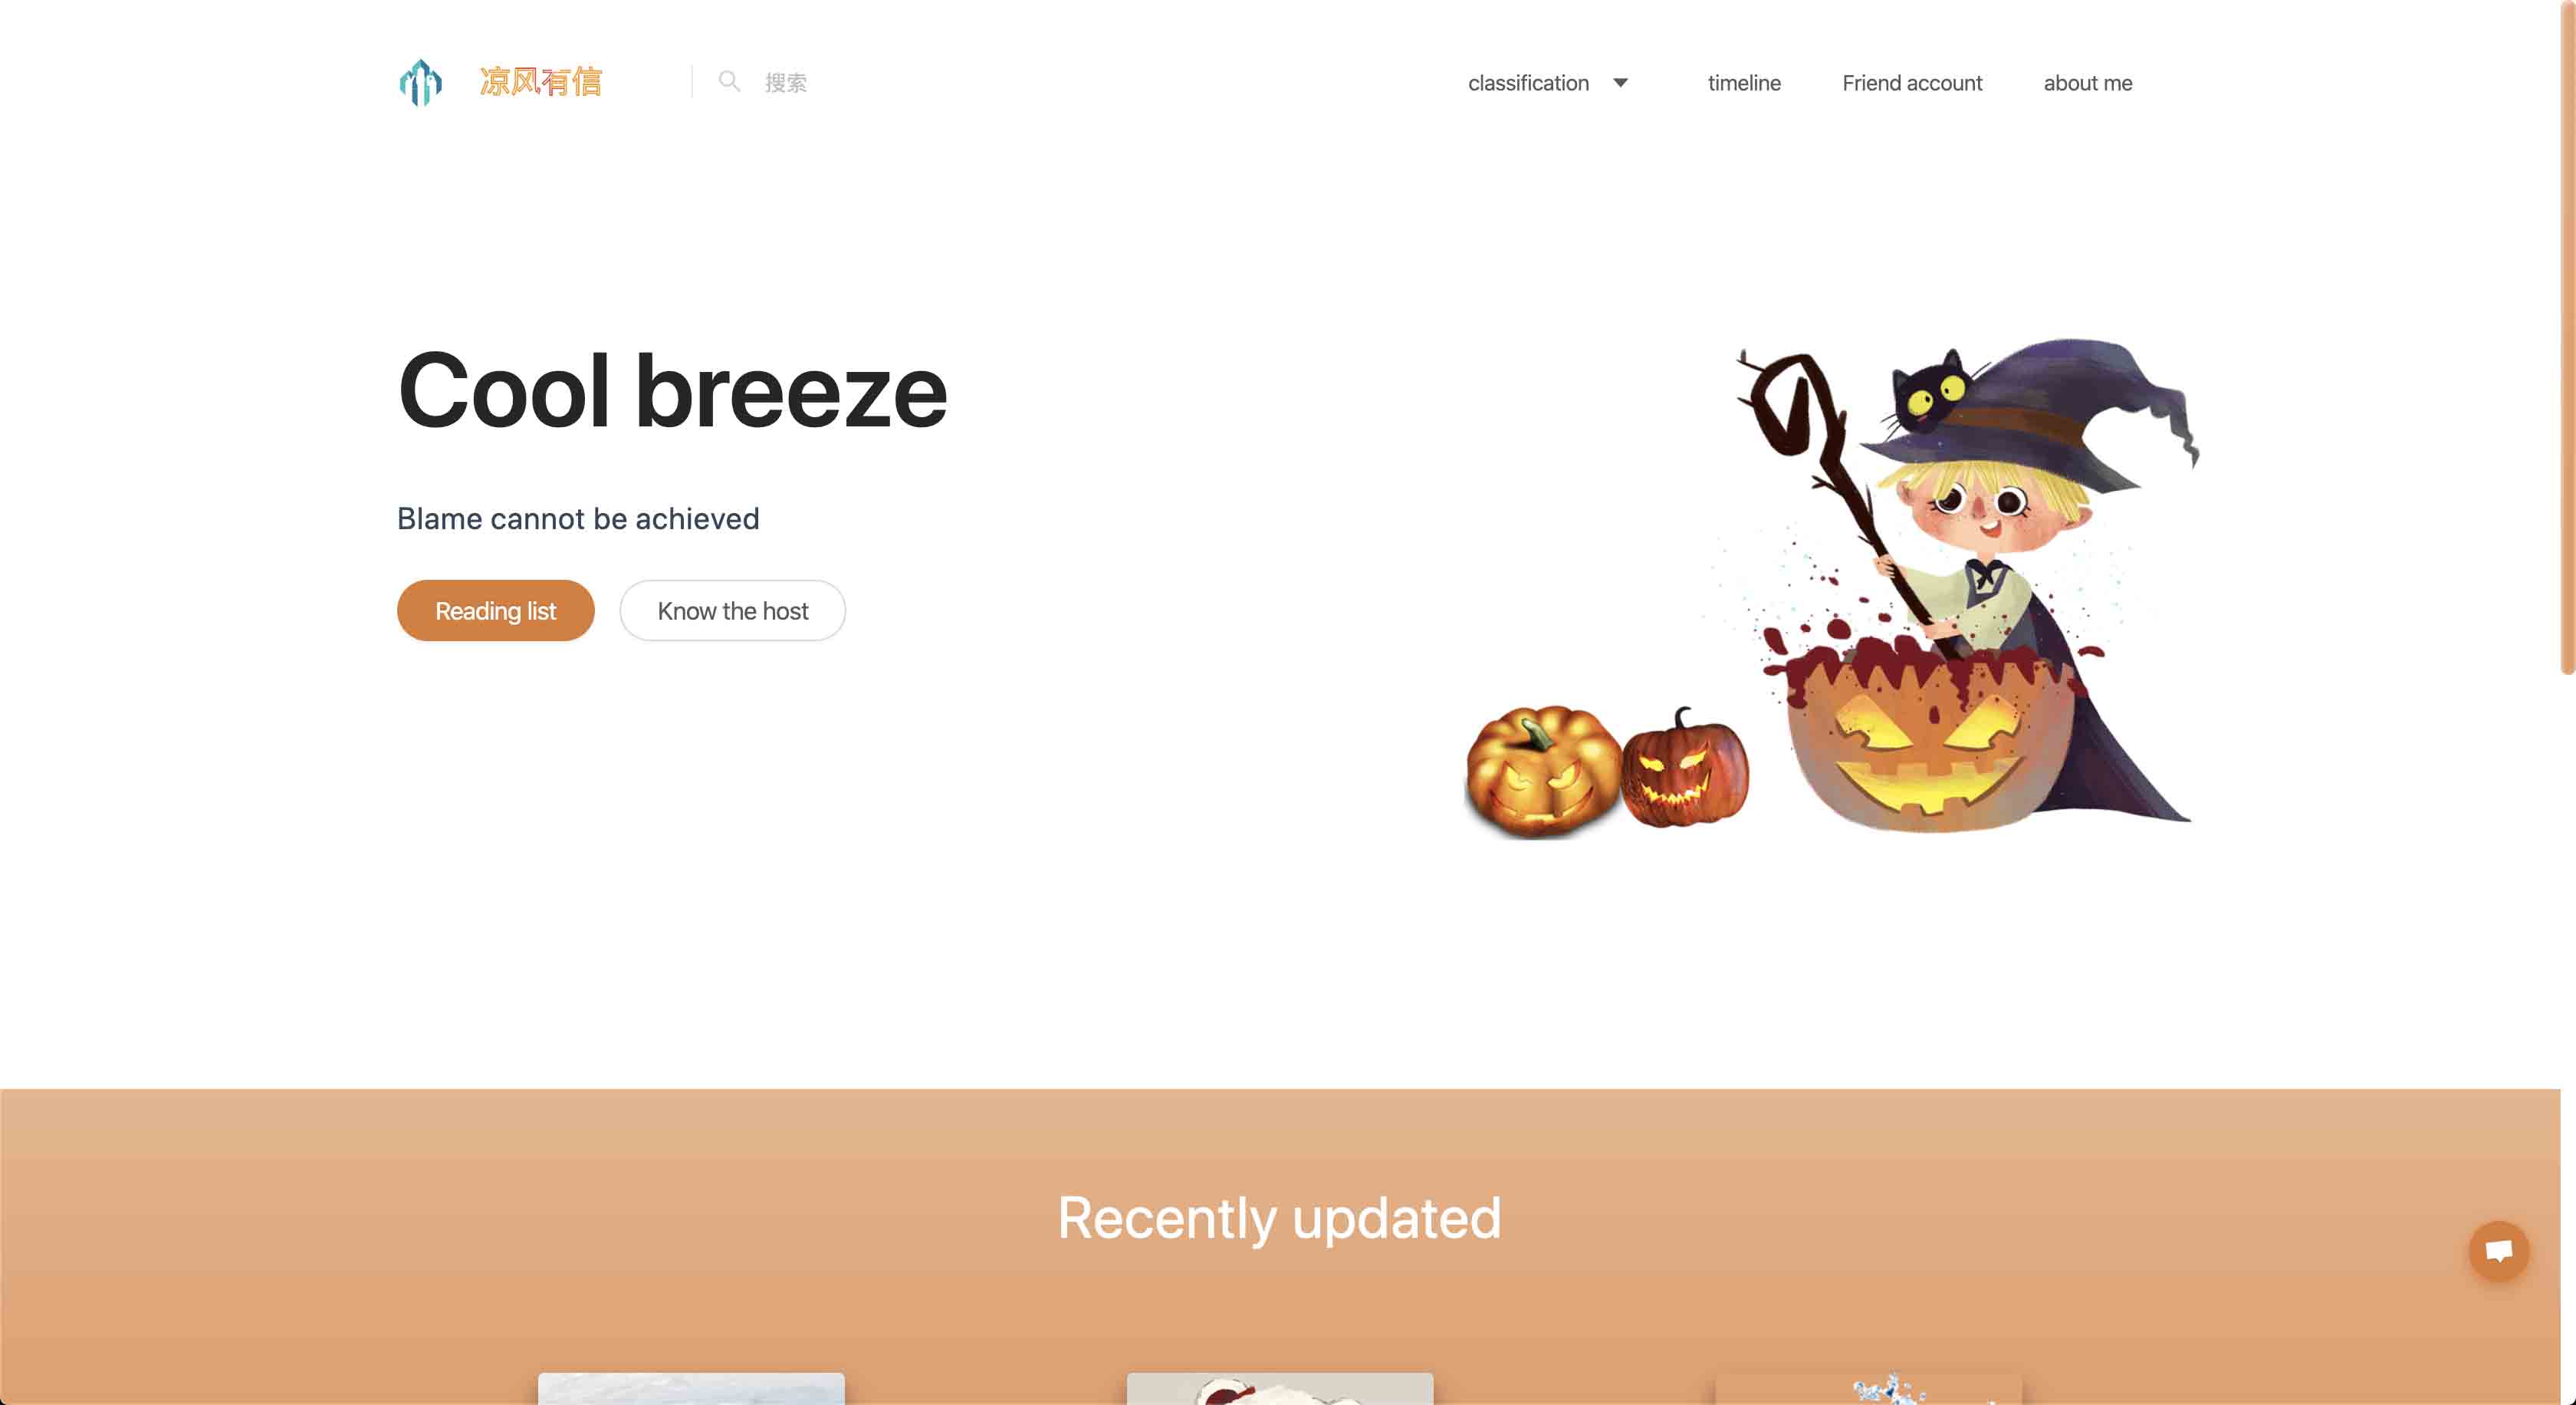 凉风有信
搜索
classification
timeline
Friend account
about me
Cool breeze
Blame cannot be achieved
Reading list
Know the host
Recently updated